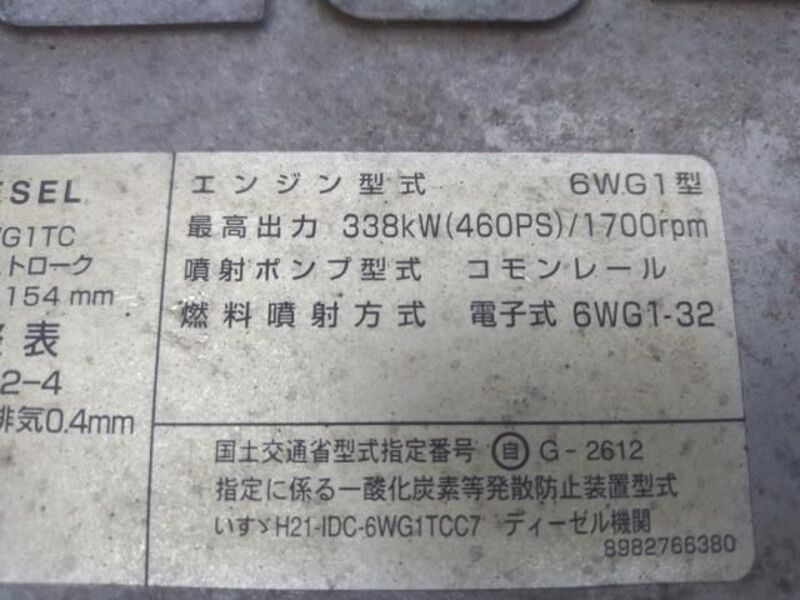 ESEL
G1TC
トローク
154 mm
表
2-4
排気0.4mm
エンジン型式 6WG1型
最高出力 338kW(460PS)/1700rpm
噴射ポンプ型式 コモンレール
燃料噴射方式 電子式 6WG1-32
国土交通省型式指定番号 自 G-2612
指定に係る一酸化炭素等発散防止装置型式
いすゞH21-IDC-6WG1TCC7 ディーゼル機関
8982766380